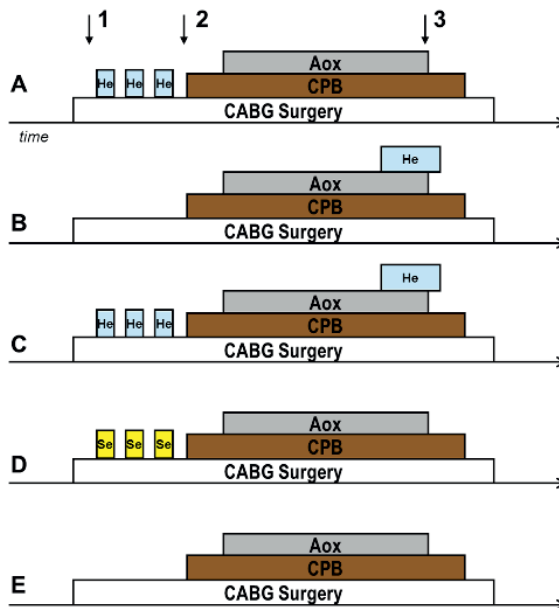 1 2 3
Aox
A He He He CPB
CABG Surgery
time
He
Aox
B CPB
CABG Surgery
He
Aox
C He He He CPB
CABG Surgery
Aox
D Se Se Se CPB
CABG Surgery
Aox
E CPB
CABG Surgery